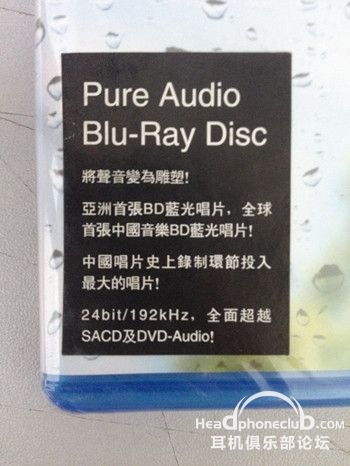 Pure Audio
Blu-Ray Disc
將聲音變為雕塑!
亞洲首張BD藍光唱片，全球
首張中國音樂BD藍光唱片!
中國唱片史上錄制環節投入
最大的唱片!
24bit/192kHz，全面超越
SACD及DVD-Audio!
Headphoneclub.com
耳机俱乐部论坛